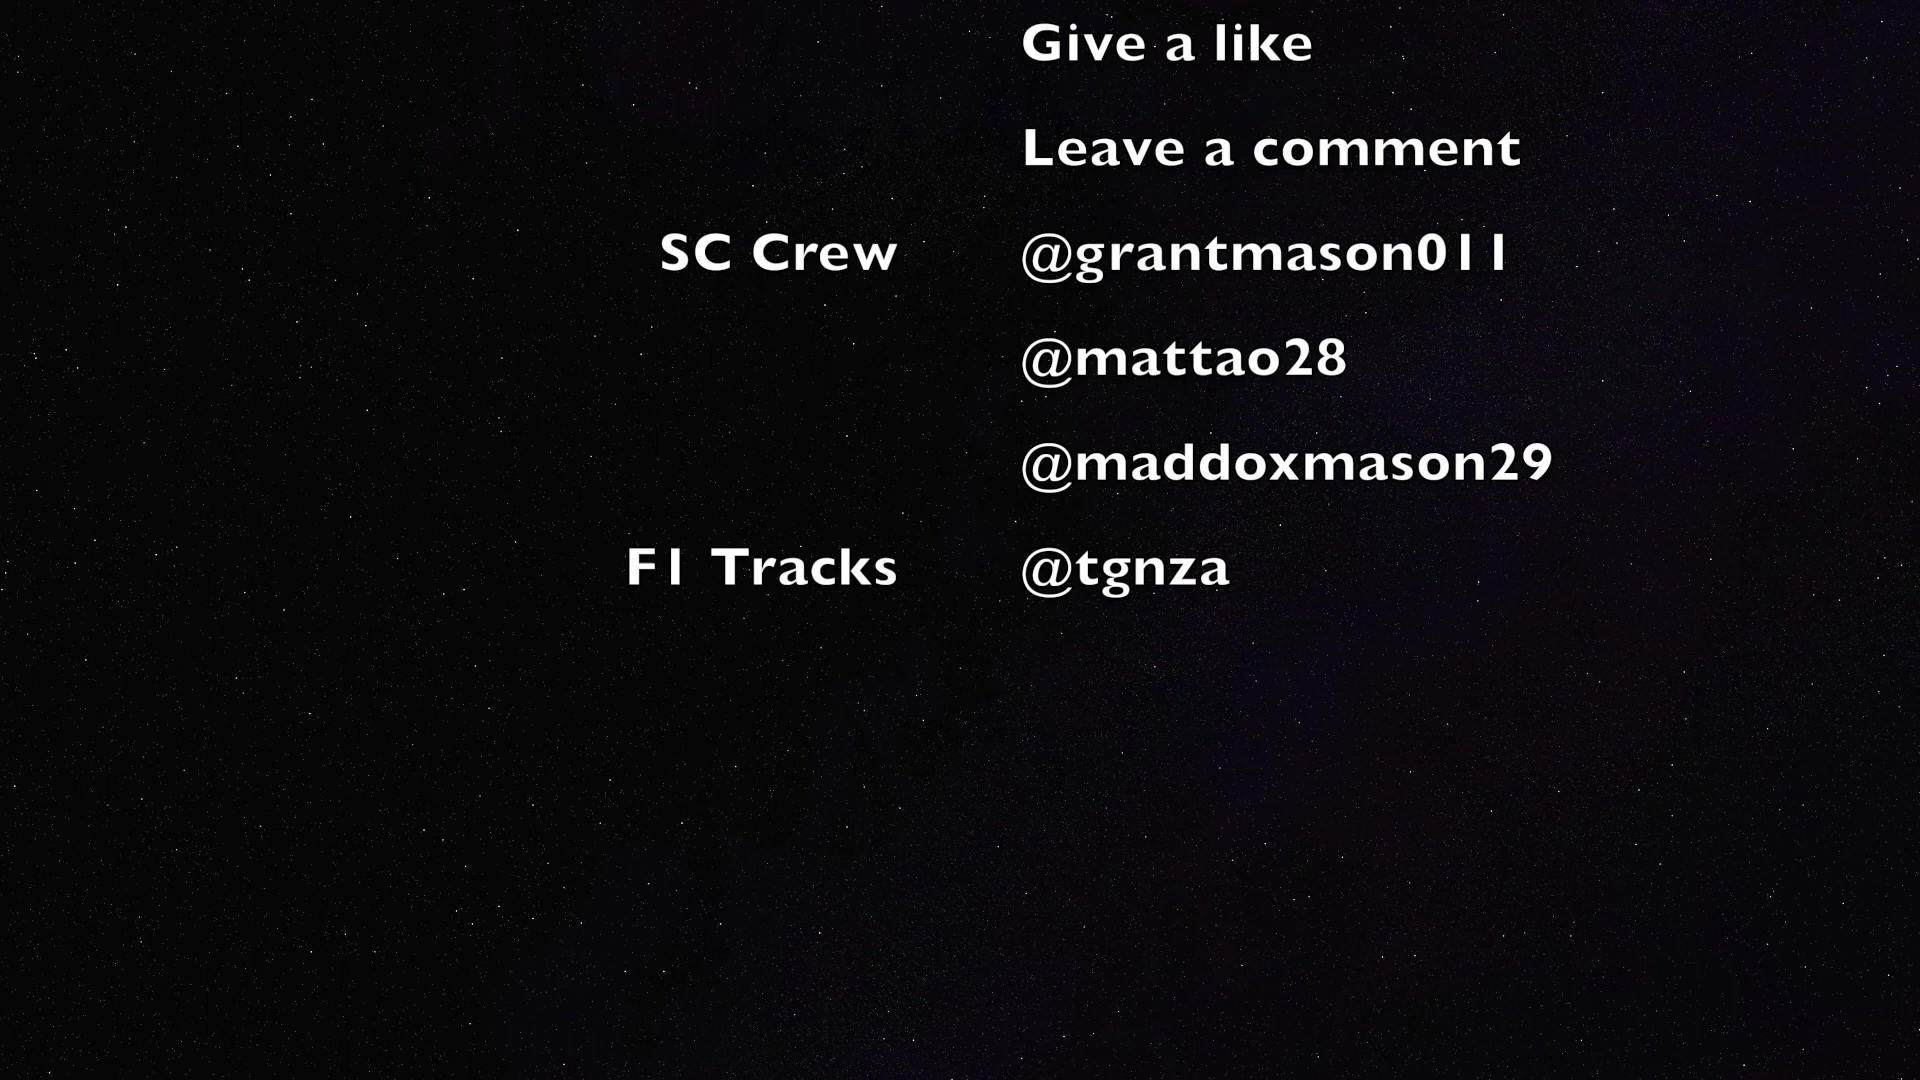 Give a like
Leave a comment
SC Crew @grantmason011
@mattao28
@maddoxmason29
F1 Tracks @tgnza